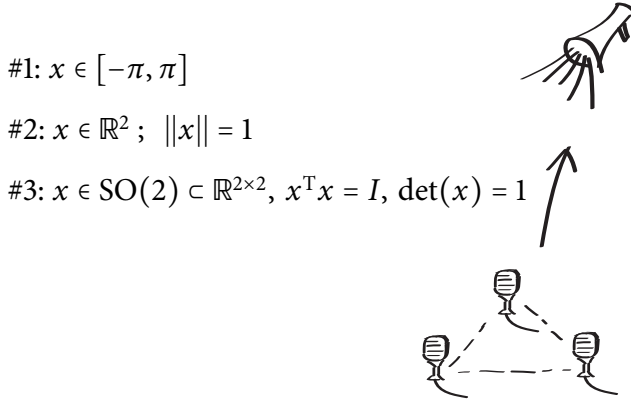 #1: x ∈ [−π, π]
#2: x ∈ ℝ² ; ||x|| = 1
#3: x ∈ SO(2) ⊂ ℝ²ˣ², xᵀx = I, det(x) = 1